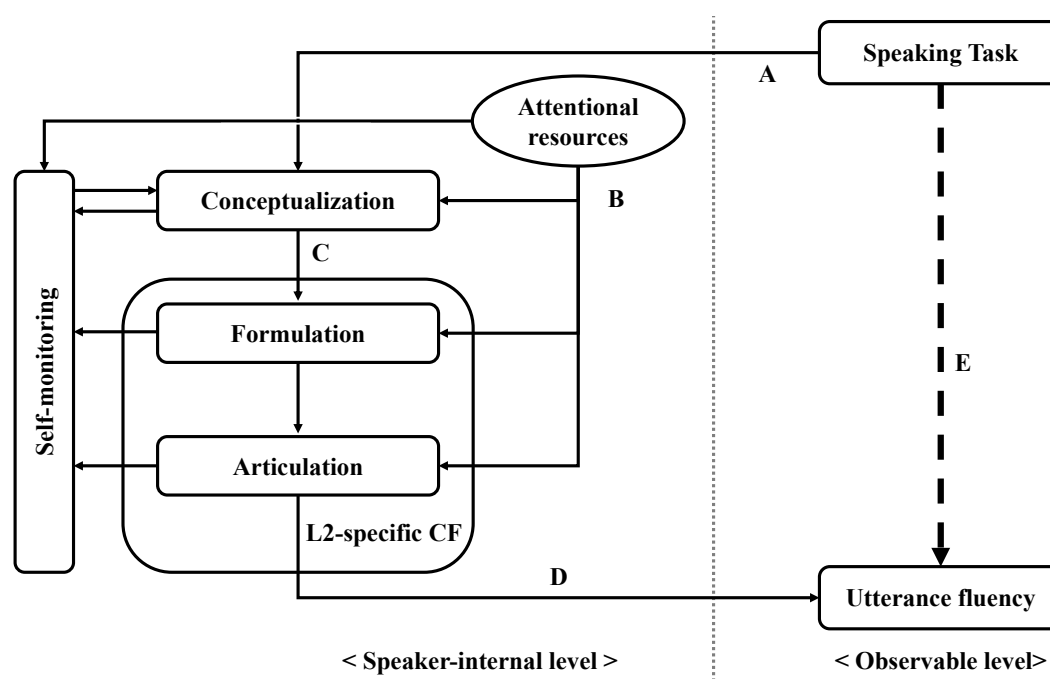 Speaking Task
A
Attentional
resources
Conceptualization
B
C
Self-monitoring
Formulation
E
Articulation
L2-specific CF
D
Utterance fluency
< Speaker-internal level >
< Observable level>